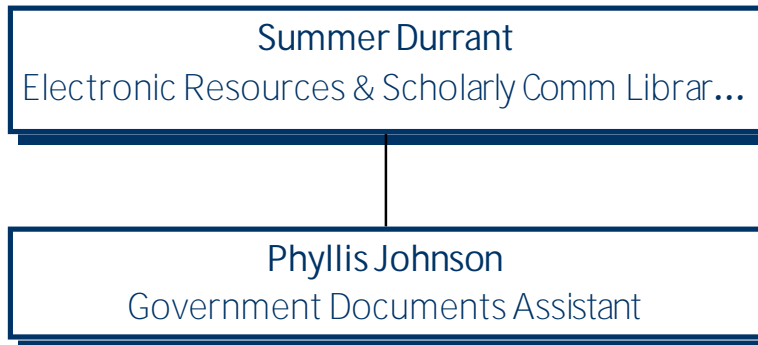 Summer Durrant
Electronic Resources & Scholarly Comm Librar...
Phyllis Johnson
Government Documents Assistant